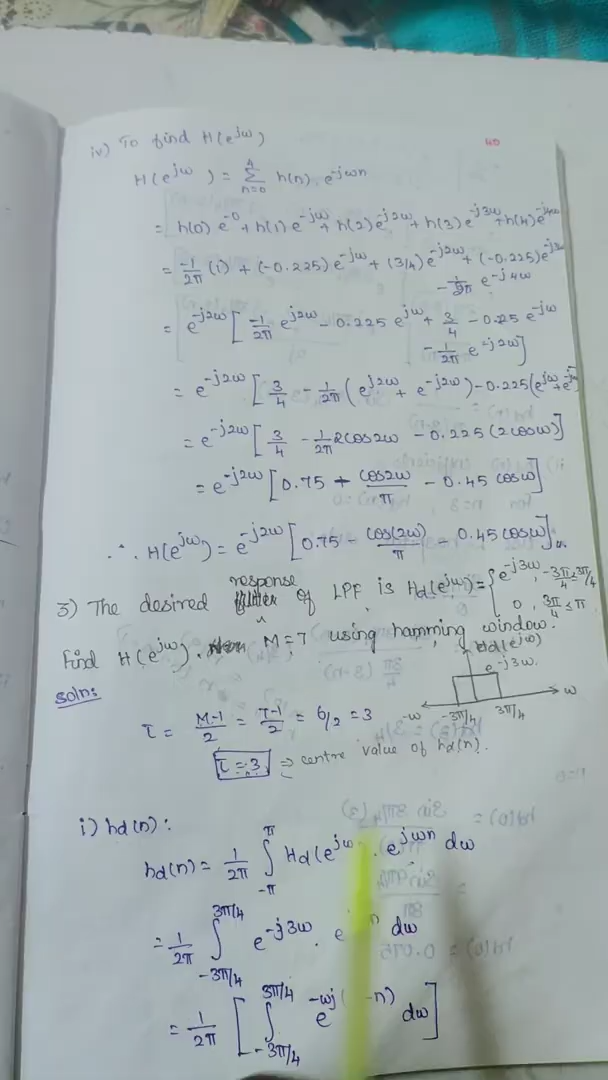 40
iv) To find H(e^jω)
H(e^jω) = Σ_{n=0}^{4} h(n) . e^-jωn
= h(0) e^-0 + h(1) e^-jω + h(2) e^-j2ω + h(3) e^-j3ω + h(4) e^-j4ω
= -1/2π (1) + (-0.225) e^-jω + (3/4) e^-j2ω + (-0.225) e^-j3ω
- 1/2π e^-j4ω
= e^-j2ω [ -1/2π e^j2ω - 0.225 e^jω + 3/4 - 0.25 e^-jω
- 1/2π e^-j2ω ]
= e^-j2ω [ 3/4 - 1/2π (e^j2ω + e^-j2ω) - 0.225 (e^jω + e^-jω) ]
= e^-j2ω [ 3/4 - 1/2π 2cos2ω - 0.225 (2cosω) ]
= e^-j2ω [ 0.75 + cos2ω/π - 0.45 cosω ]
∴ H(e^jω) = e^-j2ω [ 0.75 - cos(2ω)/π - 0.45 cosω ]
3) The desired response of LPF is Hd(e^jω) = { e^-j3ω, -3π/4 ≤ 3π/4
0, 3π/4 ≤ π
Find H(e^jω). M=7 using hamming window.
Soln:
Hd(e^jω)
e^-j3ω
-ω -3π/4 3π/4 ω
τ = M-1/2 = 7-1/2 = 6/2 = 3
τ = 3 ⇒ centre value of hd(n).
i) hd(n):
hd(n) = 1/2π ∫_{-π}^{π} Hd(e^jω) . e^jωn dω
= 1/2π ∫_{-3π/4}^{3π/4} e^-j3ω . e n dω
= 1/2π [ ∫_{-3π/4}^{3π/4} e^-ωj( -n) dω ]